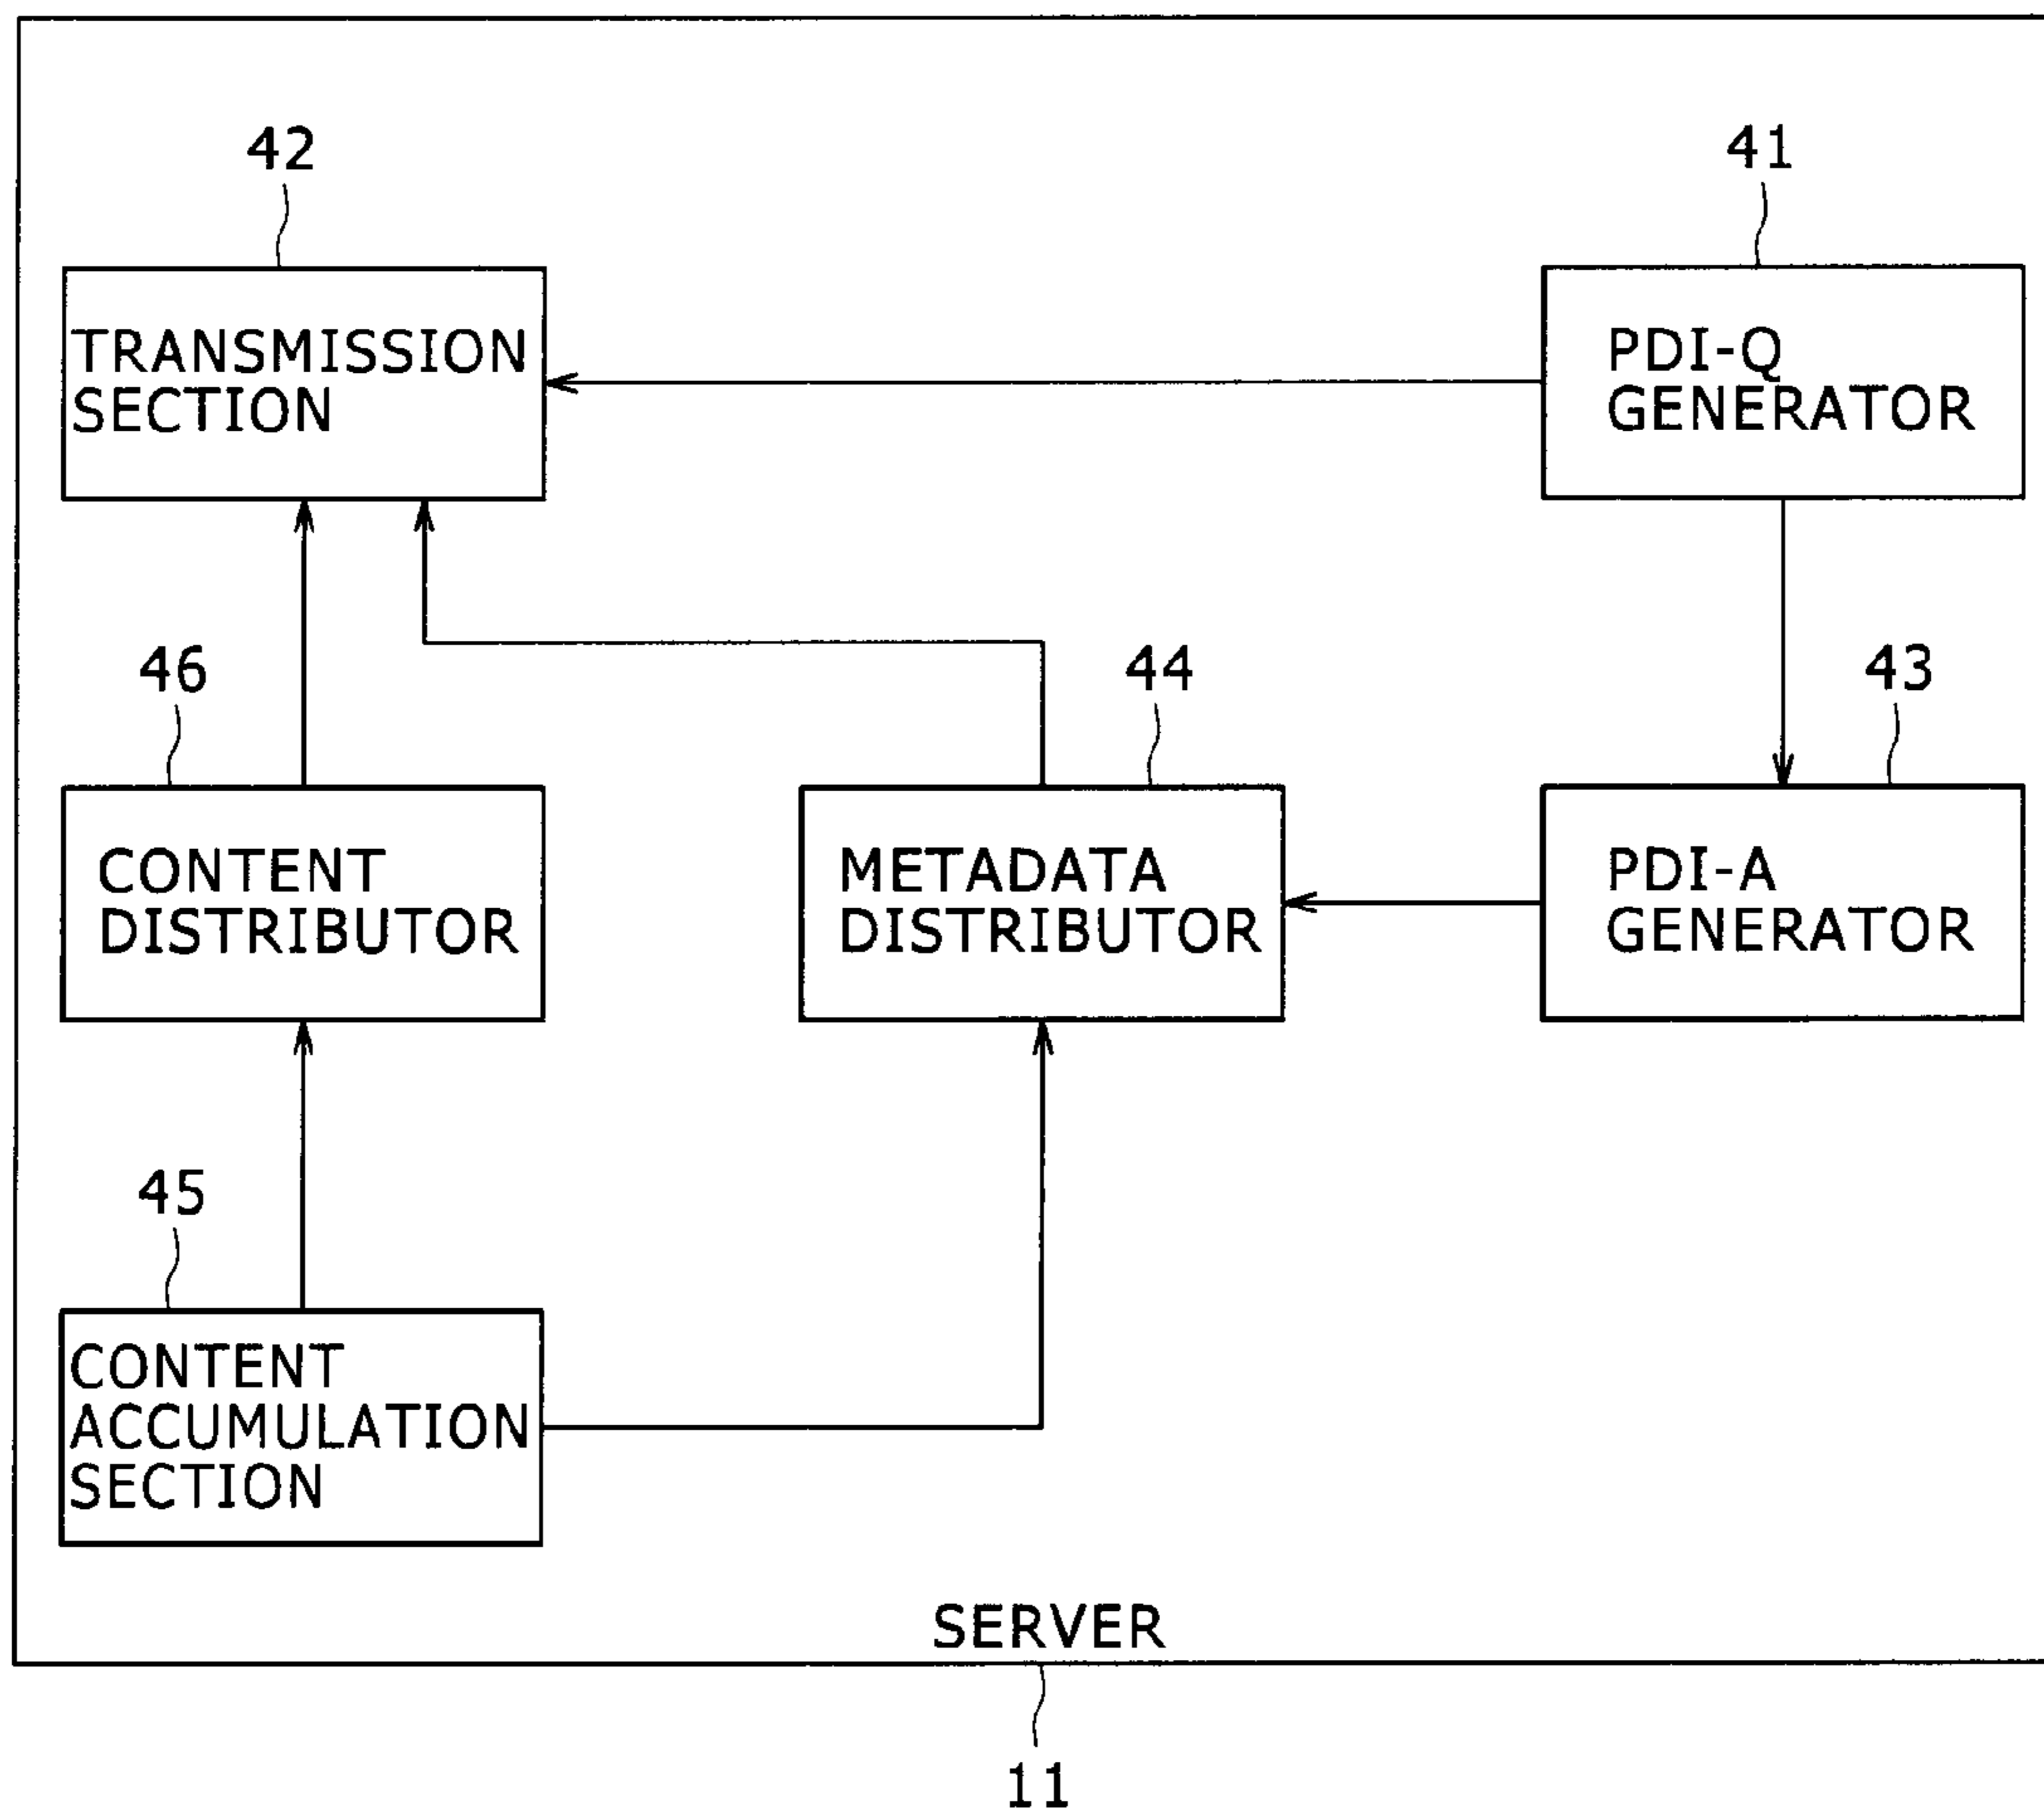 42
41
TRANSMISSION
SECTION
PDI-Q
GENERATOR
46
44
43
CONTENT
DISTRIBUTOR
METADATA
DISTRIBUTOR
PDI-A
GENERATOR
45
CONTENT
ACCUMULATION
SECTION
SERVER
11